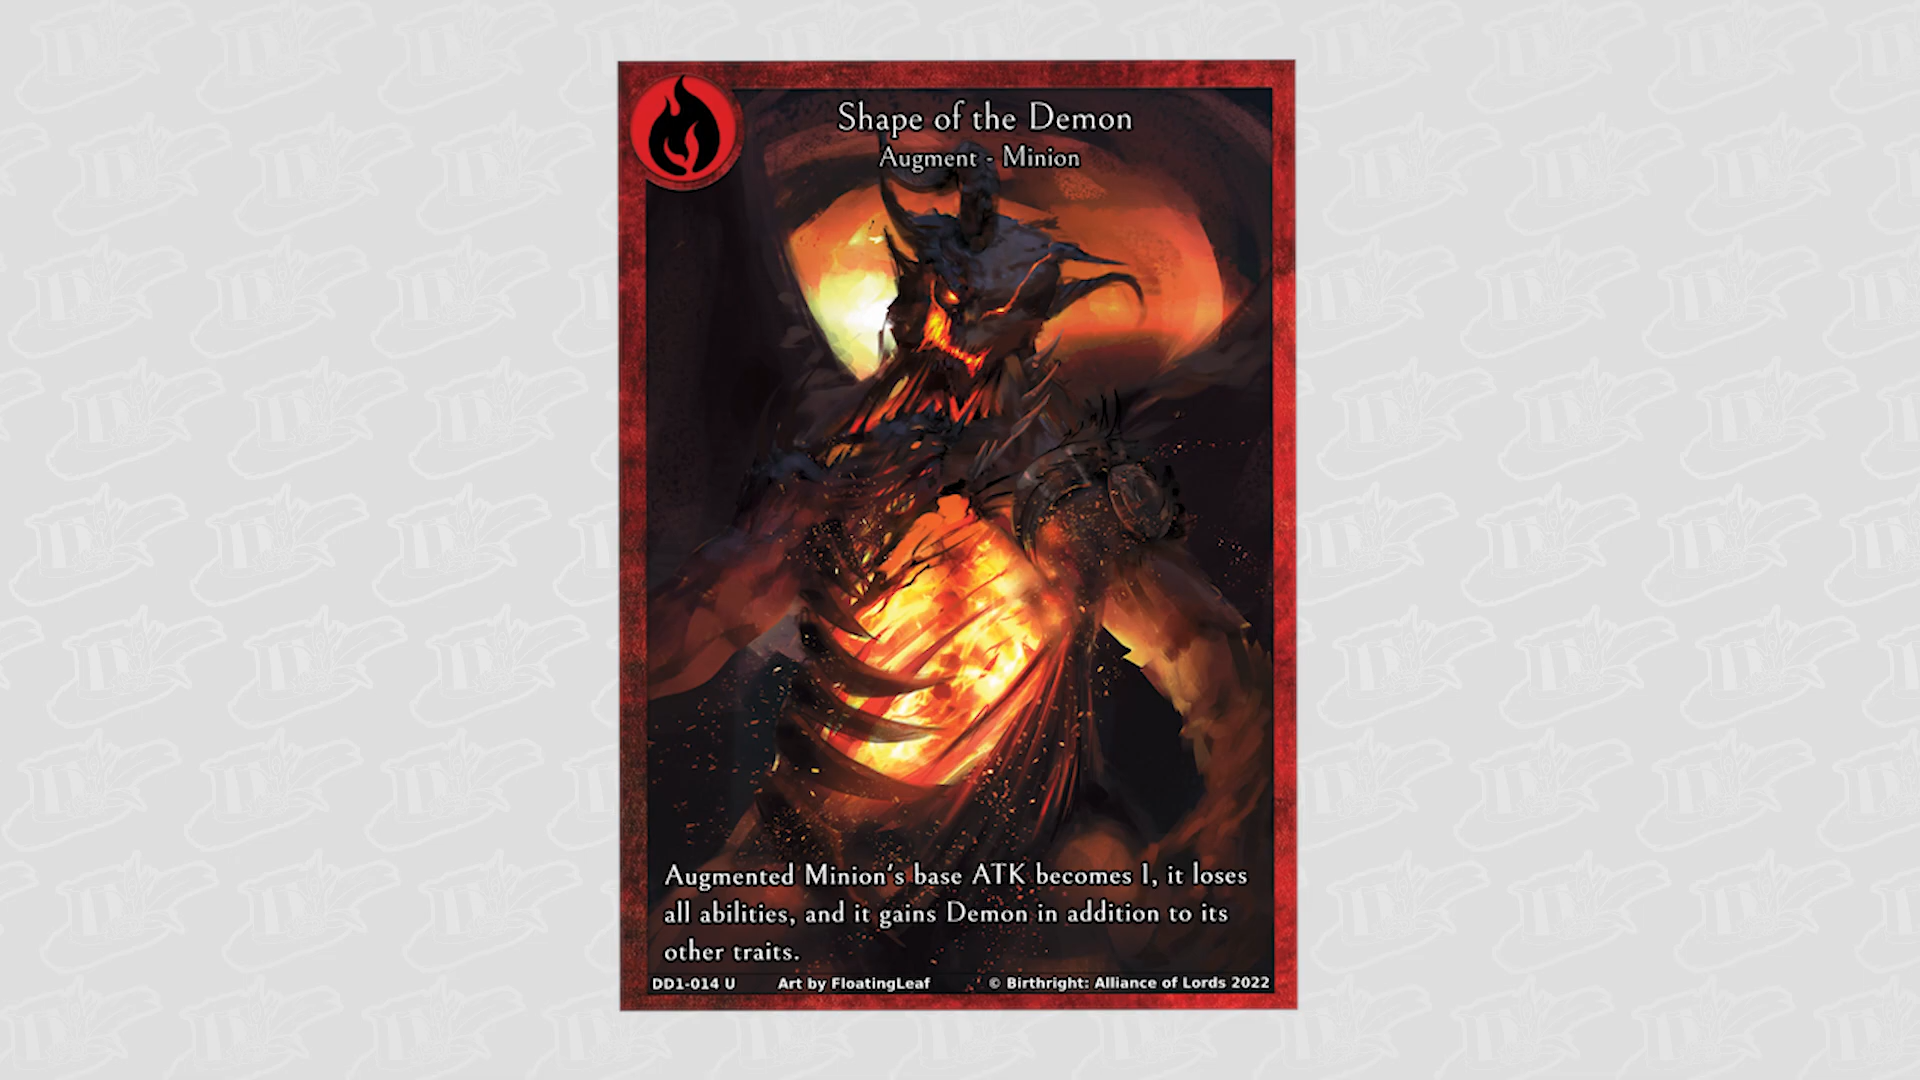 Shape of the Demon
Augment - Minion
Augmented Minion's base ATK becomes 1, it loses
all abilities, and it gains Demon in addition to its
other traits.
DD1-014 U Art by FloatingLeaf © Birthright: Alliance of Lords 2022